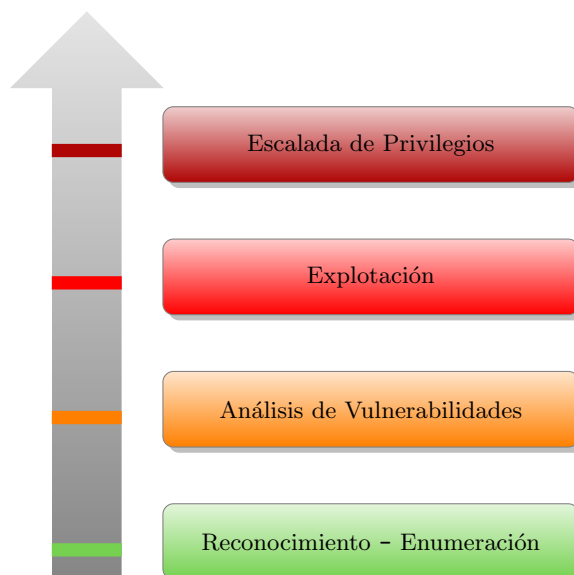 Escalada de Privilegios
Explotación
Análisis de Vulnerabilidades
Reconocimiento - Enumeración